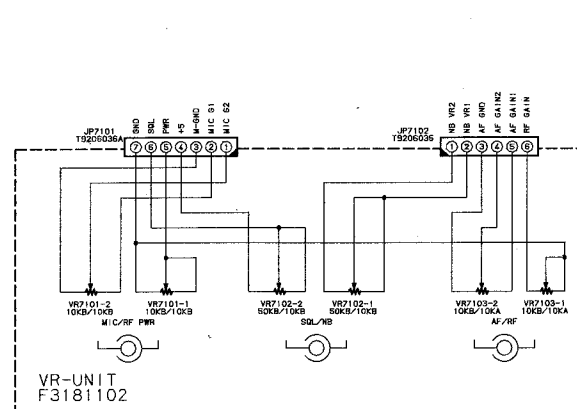 JP7101
T9206036A
GND
SQL
PWR
+5
M-GND
MIC G1
MIC G2
7 6 5 4 3 2 1
JP7102
T9206036
NB VR2
NB VR1
AF GND
AF GAIN2
AF GAIN1
RF GAIN
1 2 3 4 5 6
VR7101-2
10KB/10KB
VR7101-1
10KB/10KB
MIC/RF PWR
VR7102-2
50KB/10KB
VR7102-1
50KB/10KB
SQL/NB
VR7103-2
10KB/10KA
VR7103-1
10KB/10KA
AF/RF
VR-UNIT
F3181102